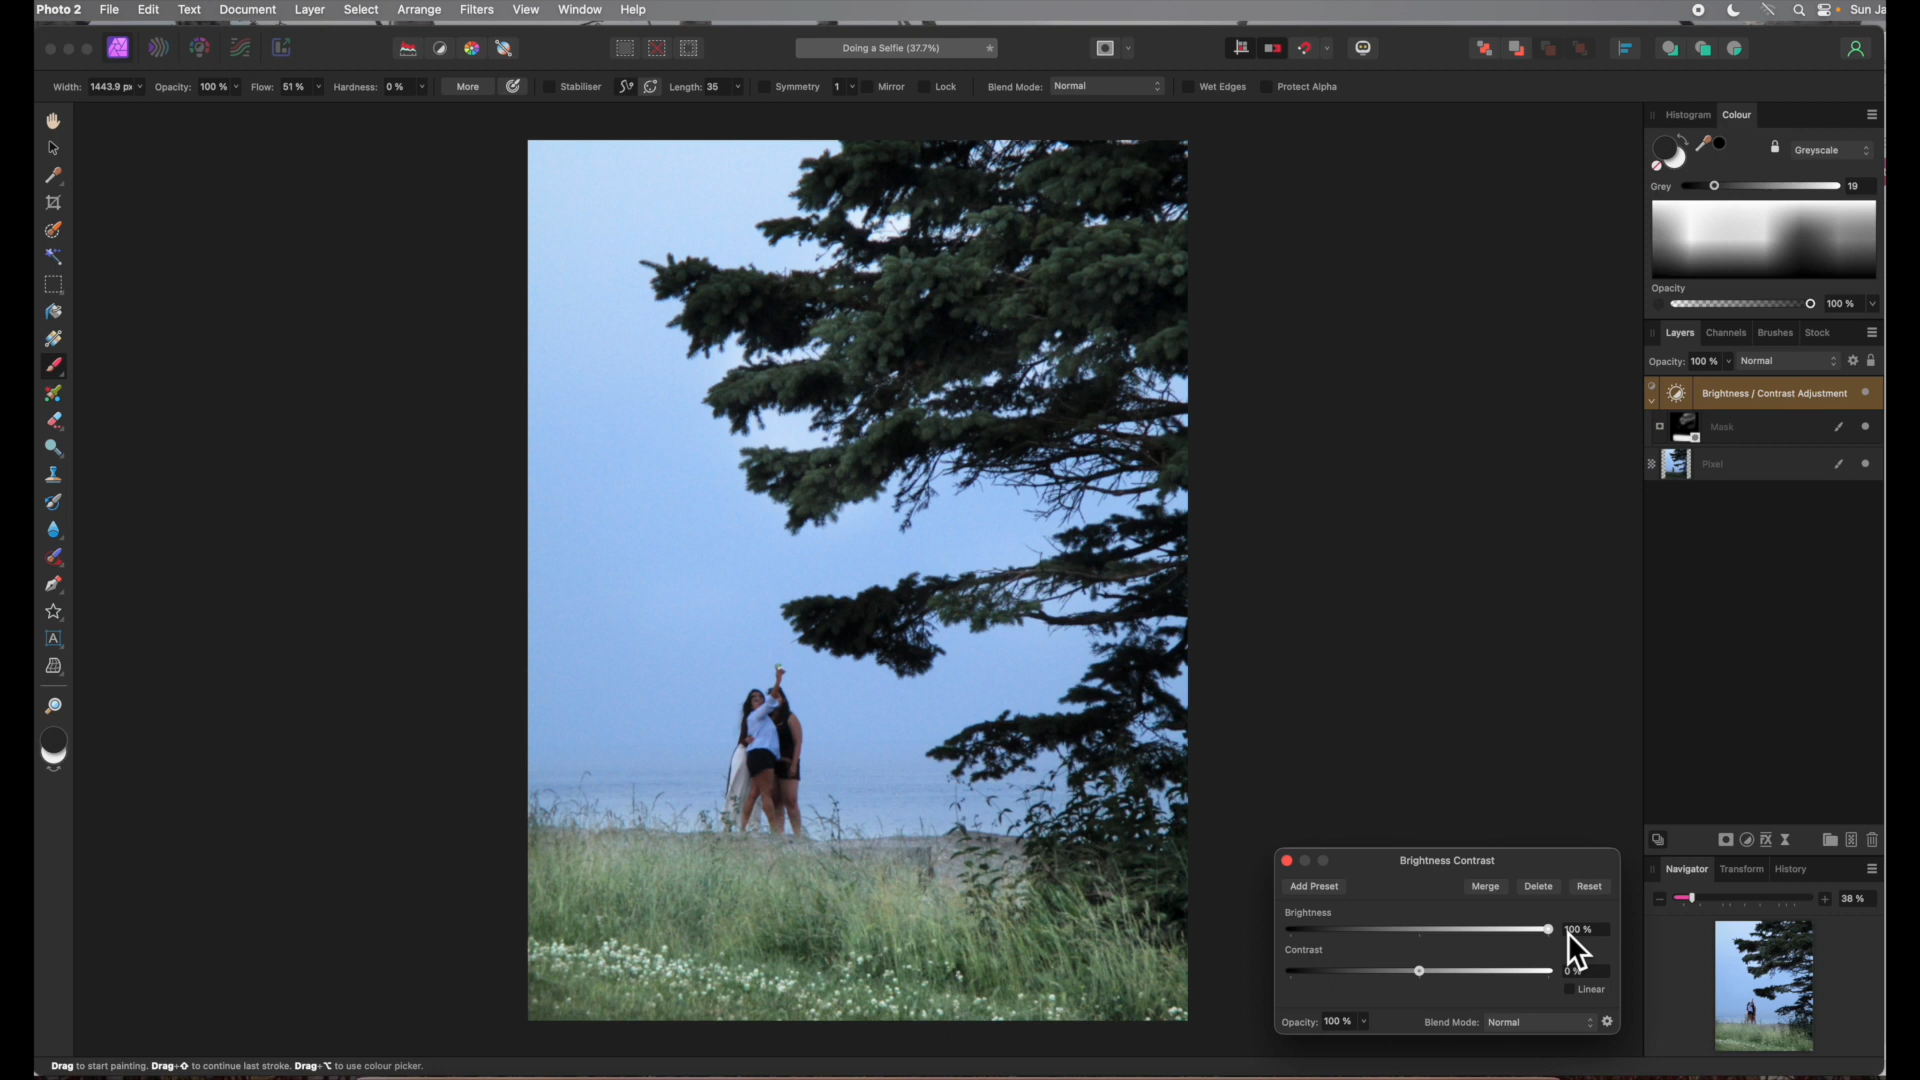 Photo 2 File Edit Text Document Layer Select Arrange Filters View Window Help Sun Ja
Doing a Selfie (37.7%)
Width: 1443.9 px Opacity: 100 % Flow: 51 % Hardness: 0 % More Stabiliser Length: 35 Symmetry 1 Mirror Lock Blend Mode: Normal Wet Edges Protect Alpha
Histogram Colour
Greyscale
Grey 19
Opacity
100 %
Layers Channels Brushes Stock
Opacity: 100 % Normal
Brightness / Contrast Adjustment
Mask
Pixel
Brightness Contrast
Add Preset Merge Delete Reset
Brightness
100 %
Contrast
0 %
Linear
Opacity: 100 % Blend Mode: Normal
Navigator Transform History
38 %
Drag to start painting. Drag+⇧ to continue last stroke. Drag+⌥ to use colour picker.